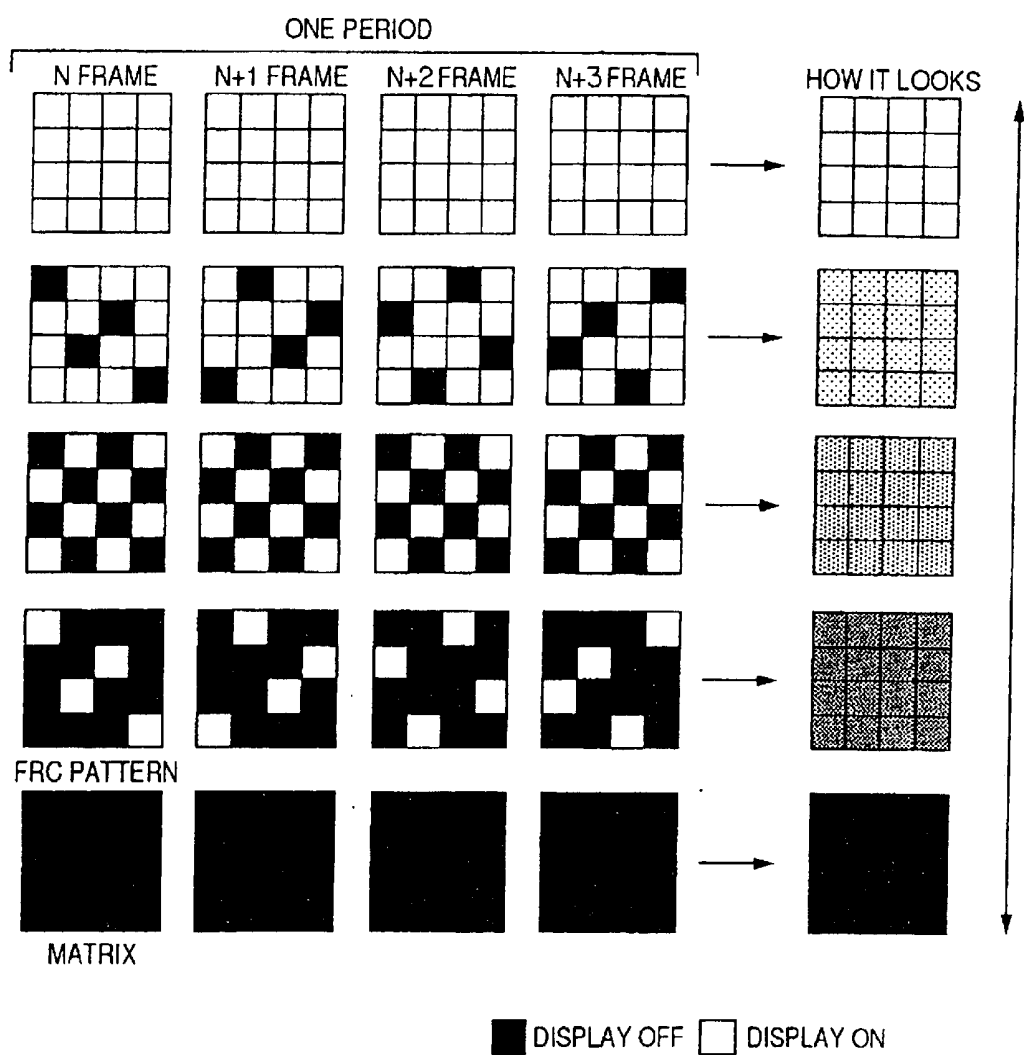 ONE PERIOD
N FRAME N+1 FRAME N+2 FRAME N+3 FRAME HOW IT LOOKS
FRC PATTERN
MATRIX
DISPLAY OFF DISPLAY ON